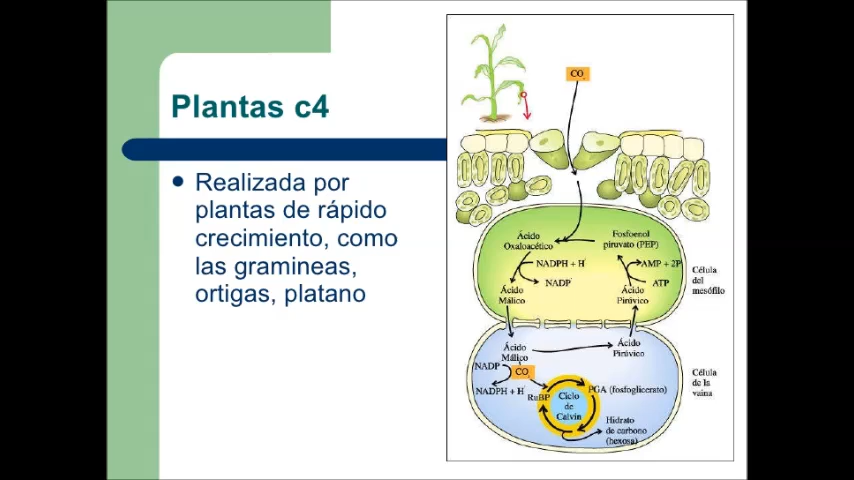 Plantas c4
Realizada por
plantas de rápido
crecimiento, como
las gramineas,
ortigas, platano
CO
Ácido
Oxaloacético
Fosfoenol
piruvato (PEP)
NADPH + H
NADP
AMP + 2P
ATP
Ácido
Málico
Ácido
Pirúvico
Célula
del
mesófilo
Ácido
Málico
Ácido
Pirúvico
NADP
CO
NADPH + H
RuBP
PGA (fosfoglicerato)
Ciclo
de
Calvin
Hidrato
de carbono
(hexosa)
Célula
de la
vaina